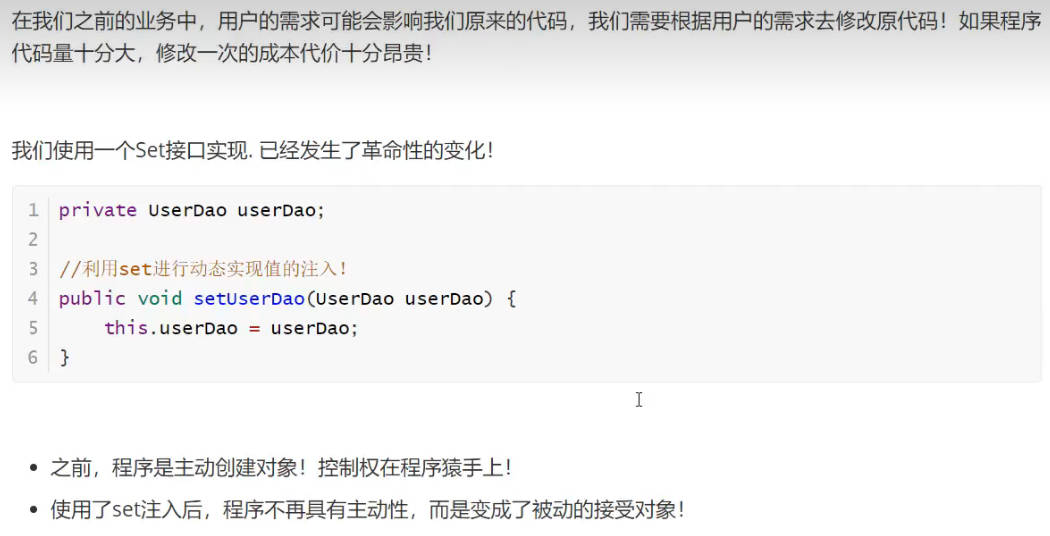 在我们之前的业务中，用户的需求可能会影响我们原来的代码，我们需要根据用户的需求去修改原代码！如果程序
代码量十分大，修改一次的成本代价十分昂贵！
我们使用一个Set接口实现. 已经发生了革命性的变化！
1 private UserDao userDao;
2
3 //利用set进行动态实现值的注入！
4 public void setUserDao(UserDao userDao) {
5     this.userDao = userDao;
6 }
• 之前，程序是主动创建对象！控制权在程序猿手上！
• 使用了set注入后，程序不再具有主动性，而是变成了被动的接受对象！